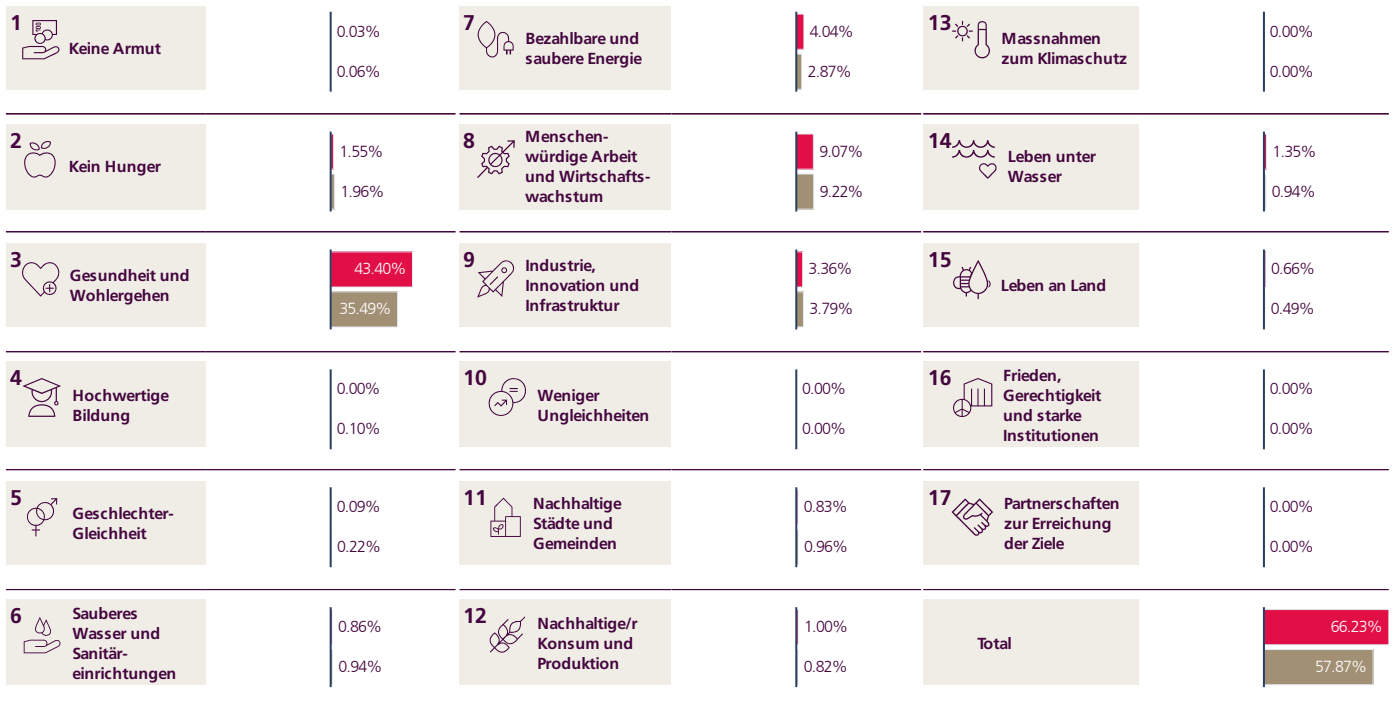 1
Keine Armut
0.03%
0.06%
2
Kein Hunger
1.55%
1.96%
3
Gesundheit und
Wohlergehen
43.40%
35.49%
4
Hochwertige
Bildung
0.00%
0.10%
5
Geschlechter-
Gleichheit
0.09%
0.22%
6
Sauberes
Wasser und
Sanitär-
einrichtungen
0.86%
0.94%
7
Bezahlbare und
saubere Energie
4.04%
2.87%
8
Menschen-
würdige Arbeit
und Wirtschafts-
wachstum
9.07%
9.22%
9
Industrie,
Innovation und
Infrastruktur
3.36%
3.79%
10
Weniger
Ungleichheiten
0.00%
0.00%
11
Nachhaltige
Städte und
Gemeinden
0.83%
0.96%
12
Nachhaltige/r
Konsum und
Produktion
1.00%
0.82%
13
Massnahmen
zum Klimaschutz
0.00%
0.00%
14
Leben unter
Wasser
1.35%
0.94%
15
Leben an Land
0.66%
0.49%
16
Frieden,
Gerechtigkeit
und starke
Institutionen
0.00%
0.00%
17
Partnerschaften
zur Erreichung
der Ziele
0.00%
0.00%
Total
66.23%
57.87%